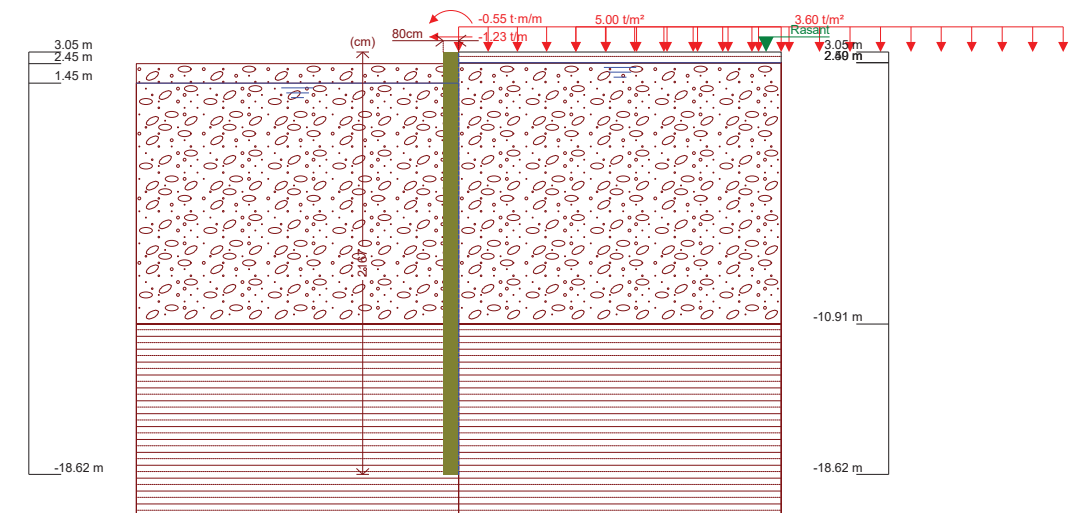 -0.55 t·m/m
5.00 t/m²
3.60 t/m²
80cm
-1.23 t/m
Rasant
(cm)
3.05 m
3.05 m
2.45 m
1.45 m
2167
-10.91 m
-18.62 m
-18.62 m